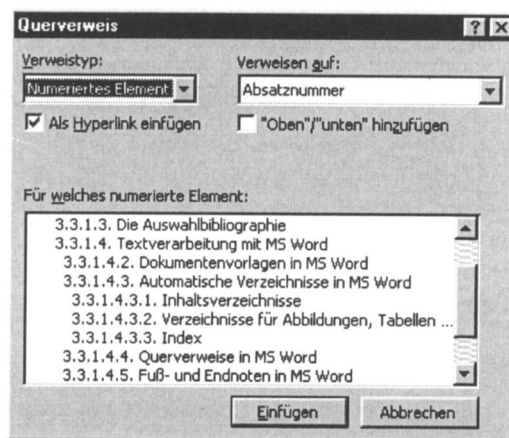 Querverweis
Verweistyp:
Verweisen auf:
Numeriertes Element
Absatznummer
Als Hyperlink einfügen
"Oben"/"unten" hinzufügen
Für welches numerierte Element:
3.3.1.3. Die Auswahlbibliographie
3.3.1.4. Textverarbeitung mit MS Word
3.3.1.4.2. Dokumentenvorlagen in MS Word
3.3.1.4.3. Automatische Verzeichnisse in MS Word
3.3.1.4.3.1. Inhaltsverzeichnisse
3.3.1.4.3.2. Verzeichnisse für Abbildungen, Tabellen ...
3.3.1.4.3.3. Index
3.3.1.4.4. Querverweise in MS Word
3.3.1.4.5. Fuß- und Endnoten in MS Word
Einfügen
Abbrechen